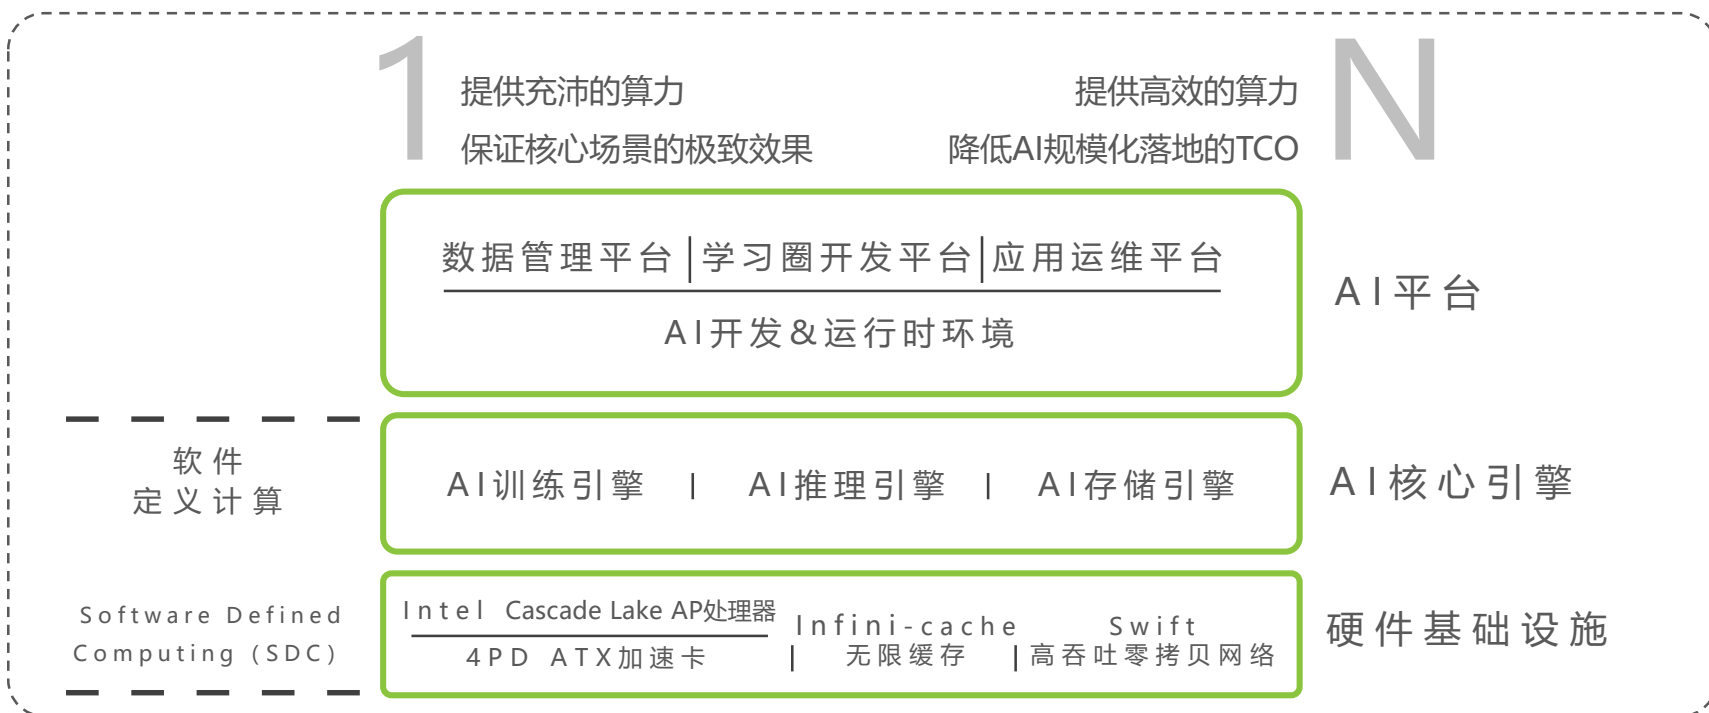 1
提供充沛的算力
保证核心场景的极致效果
提供高效的算力
降低AI规模化落地的TCO
N
数据管理平台|学习圈开发平台|应用运维平台
AI开发&运行时环境
AI平台
软件
定义计算
AI训练引擎 | AI推理引擎 | AI存储引擎
AI核心引擎
Software Defined
Computing (SDC)
Intel Cascade Lake AP处理器
4PD ATX加速卡
Infini-cache
| 无限缓存
Swift
| 高吞吐零拷贝网络
硬件基础设施